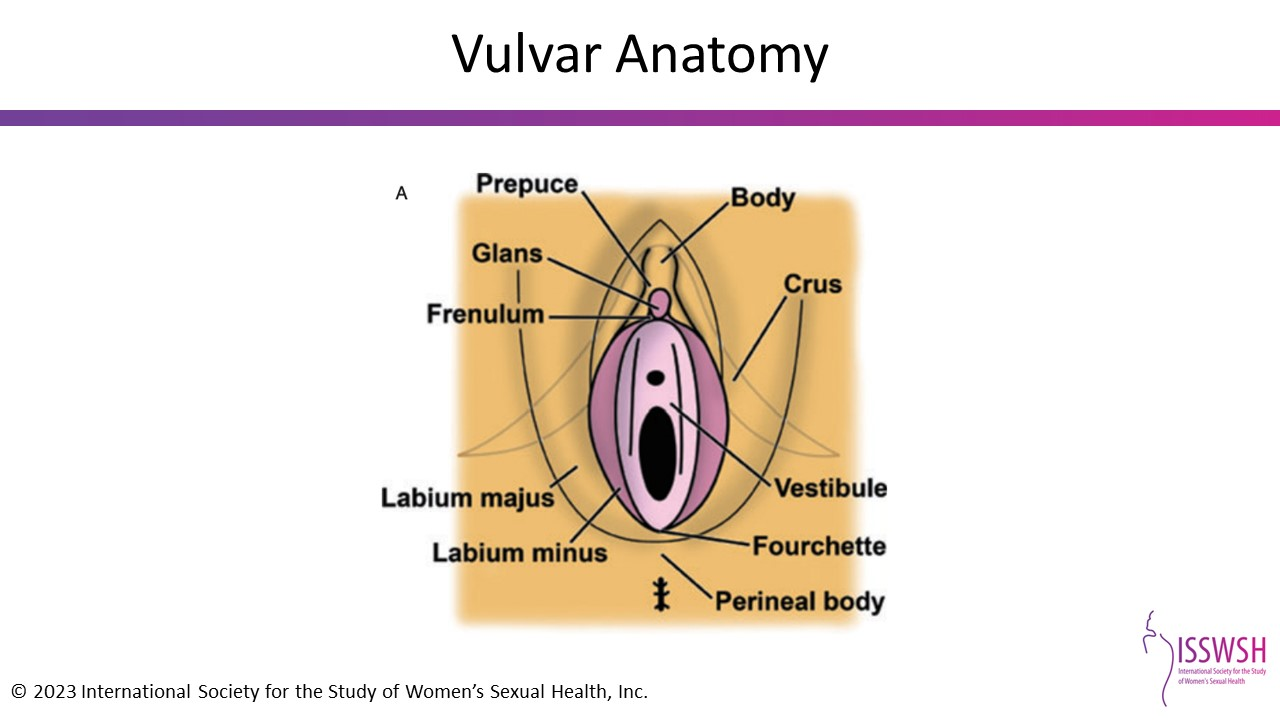 Vulvar Anatomy
A
Prepuce
Body
Glans
Crus
Frenulum
Labium majus
Vestibule
Labium minus
Fourchette
Perineal body
ISSWSH
International Society for the Study
of Women's Sexual Health
© 2023 International Society for the Study of Women’s Sexual Health, Inc.